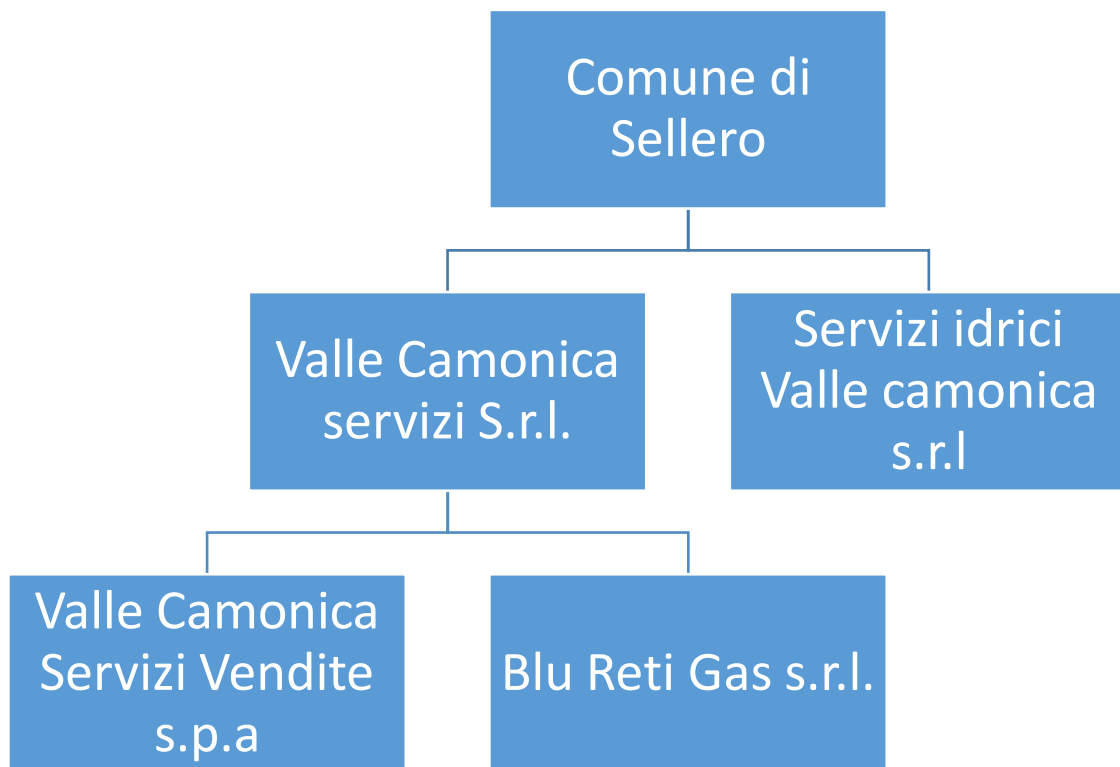 Comune di
Sellero
Valle Camonica
servizi S.r.l.
Servizi idrici
Valle camonica
s.r.l
Valle Camonica
Servizi Vendite
s.p.a
Blu Reti Gas s.r.l.